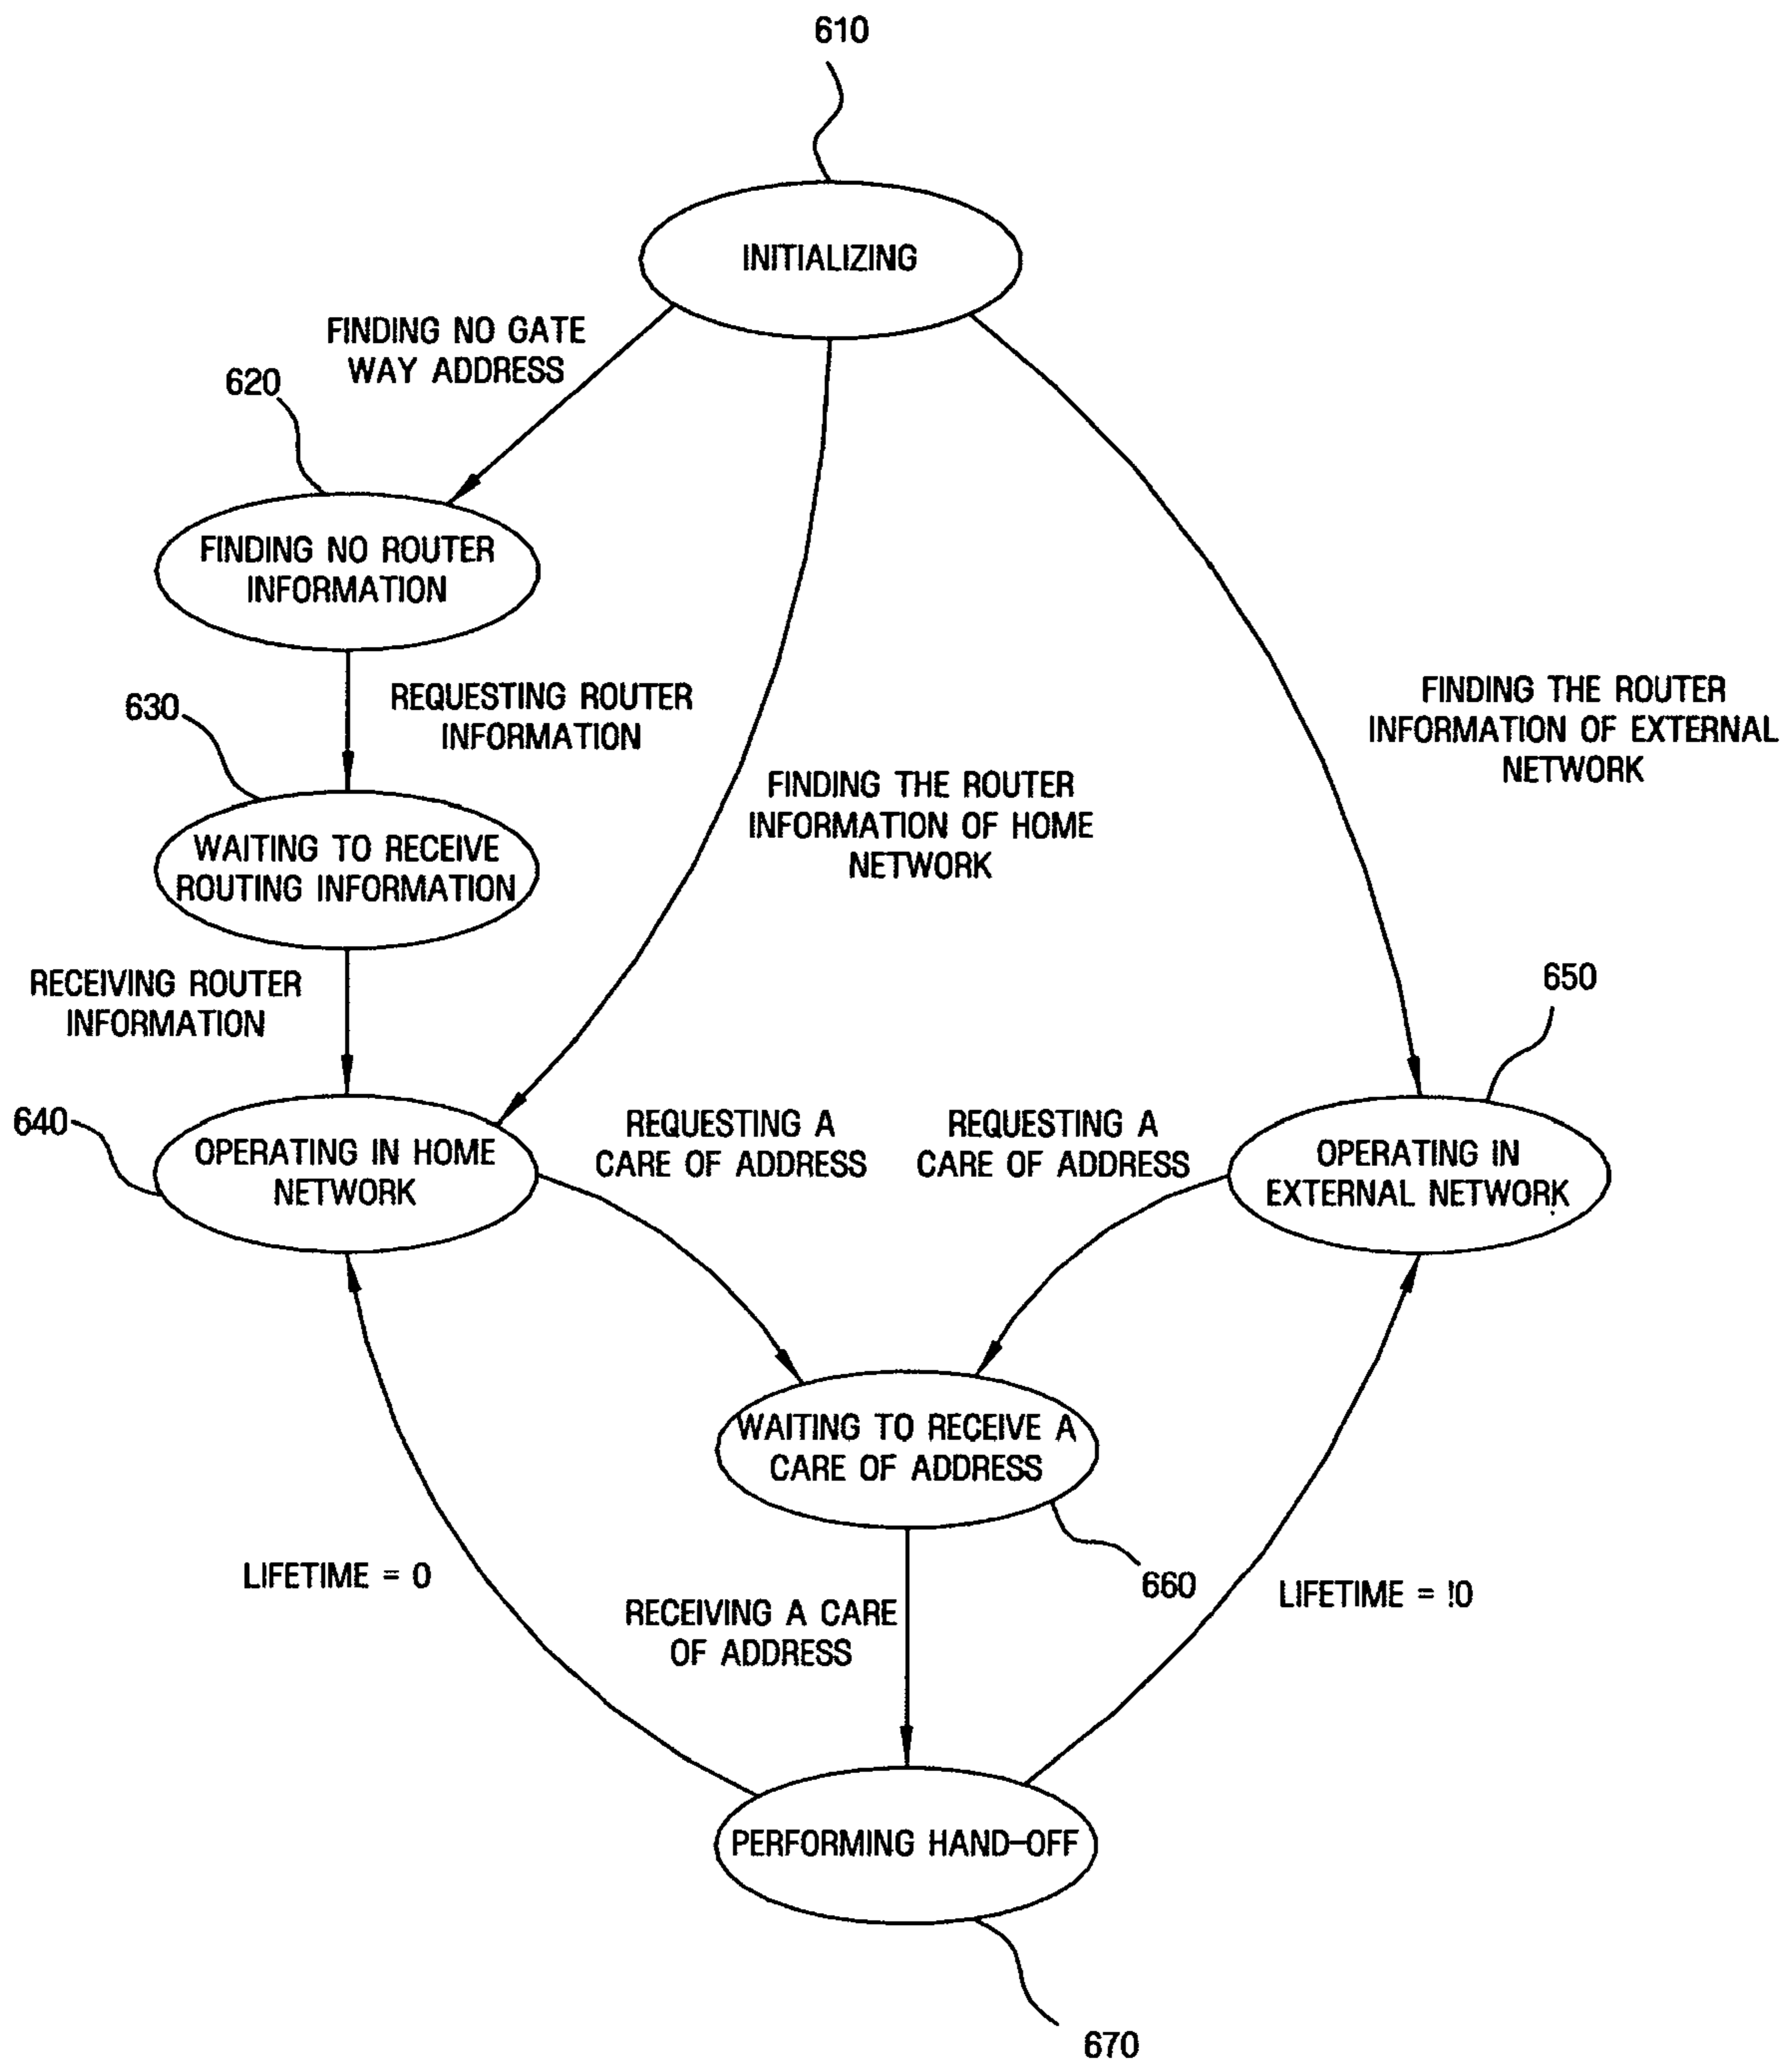 610
INITIALIZING
FINDING NO GATE
WAY ADDRESS
620
FINDING NO ROUTER
INFORMATION
REQUESTING ROUTER
INFORMATION
630
FINDING THE ROUTER
INFORMATION OF EXTERNAL
NETWORK
FINDING THE ROUTER
INFORMATION OF HOME
NETWORK
WAITING TO RECEIVE
ROUTING INFORMATION
RECEIVING ROUTER
INFORMATION
650
640
OPERATING IN HOME
NETWORK
REQUESTING A
CARE OF ADDRESS
REQUESTING A
CARE OF ADDRESS
OPERATING IN
EXTERNAL NETWORK
WAITING TO RECEIVE A
CARE OF ADDRESS
660
LIFETIME = 0
RECEIVING A CARE
OF ADDRESS
LIFETIME = !0
PERFORMING HAND-OFF
670